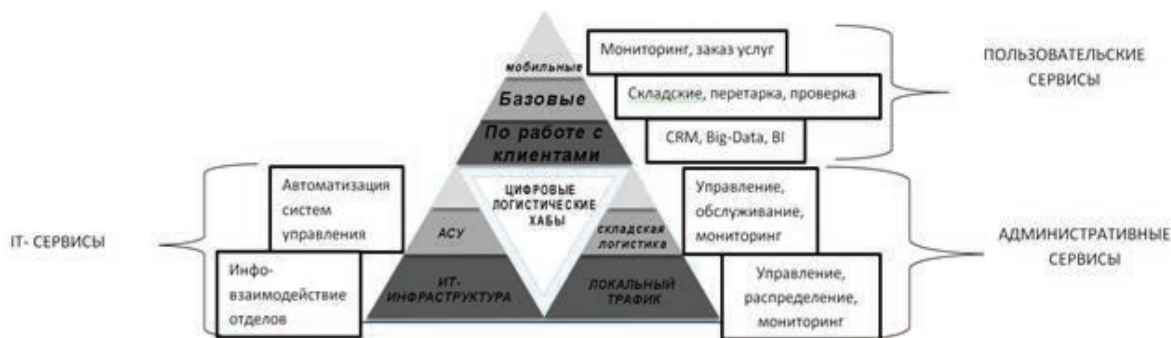 мобильные
Базовые
По работе с
клиентами
Мониторинг, заказ услуг
Складские, перетарка, проверка
CRM, Big-Data, BI
ПОЛЬЗОВАТЕЛЬСКИЕ
СЕРВИСЫ
IT- СЕРВИСЫ
Автоматизация
систем
управления
Инфо-
взаимодействие
отделов
АСУ
ИТ-
ИНФРАСТРУКТУРА
ЦИФРОВЫЕ
ЛОГИСТИЧЕСКИЕ
ХАБЫ
СКЛАДСКАЯ
ЛОГИСТИКА
ЛОКАЛЬНЫЙ
ТРАФИК
Управление,
обслуживание,
мониторинг
Управление,
распределение,
мониторинг
АДМИНИСТРАТИВНЫЕ
СЕРВИСЫ